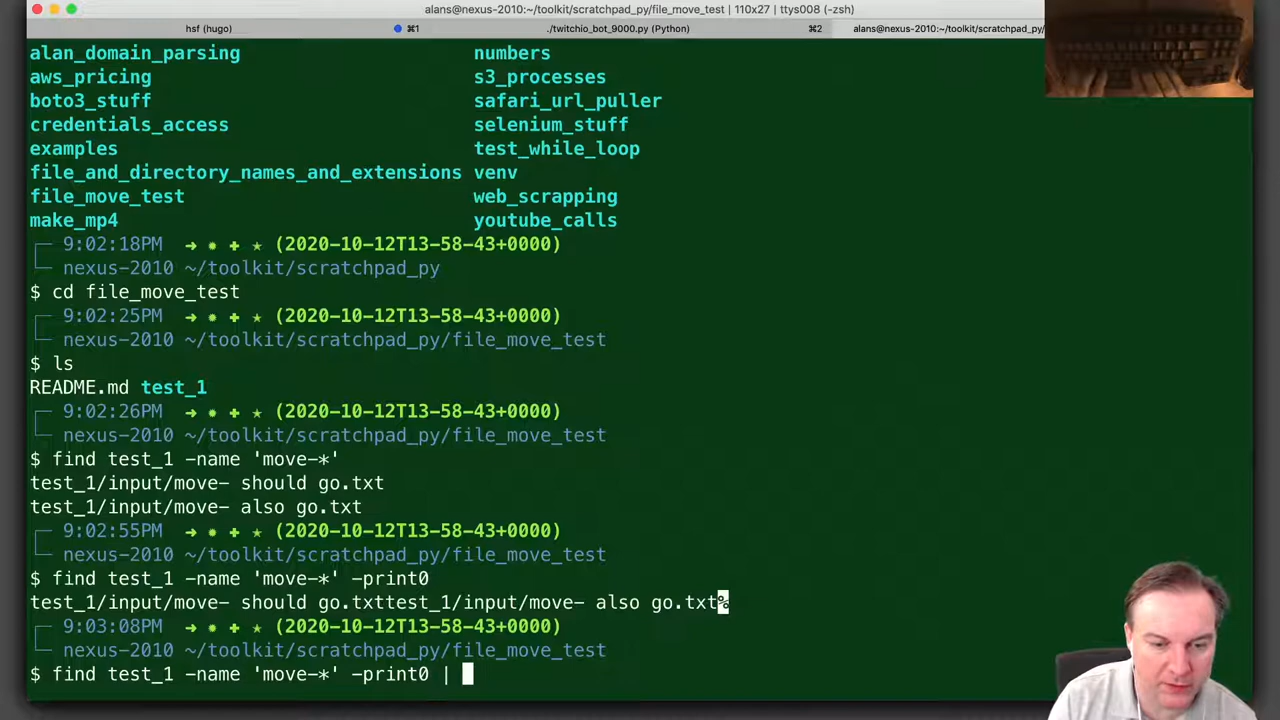 alans@nexus-2010:~/toolkit/scratchpad_py/file_move_test | 110x27 | ttys008 (-zsh)
hsf (hugo) ⌘1 ./twitchio_bot_9000.py (Python) ⌘2 alans@nexus-2010:~/toolkit/scratchpad_py/
alan_domain_parsing numbers
aws_pricing s3_processes
boto3_stuff safari_url_puller
credentials_access selenium_stuff
examples test_while_loop
file_and_directory_names_and_extensions venv
file_move_test web_scrapping
make_mp4 youtube_calls
9:02:18PM ➜ ✹ ✚ ★ (2020-10-12T13-58-43+0000)
nexus-2010 ~/toolkit/scratchpad_py
$ cd file_move_test
9:02:25PM ➜ ✹ ✚ ★ (2020-10-12T13-58-43+0000)
nexus-2010 ~/toolkit/scratchpad_py/file_move_test
$ ls
README.md test_1
9:02:26PM ➜ ✹ ✚ ★ (2020-10-12T13-58-43+0000)
nexus-2010 ~/toolkit/scratchpad_py/file_move_test
$ find test_1 -name 'move-*'
test_1/input/move- should go.txt
test_1/input/move- also go.txt
9:02:55PM ➜ ✹ ✚ ★ (2020-10-12T13-58-43+0000)
nexus-2010 ~/toolkit/scratchpad_py/file_move_test
$ find test_1 -name 'move-*' -print0
test_1/input/move- should go.txttest_1/input/move- also go.txt%
9:03:08PM ➜ ✹ ✚ ★ (2020-10-12T13-58-43+0000)
nexus-2010 ~/toolkit/scratchpad_py/file_move_test
$ find test_1 -name 'move-*' -print0 |